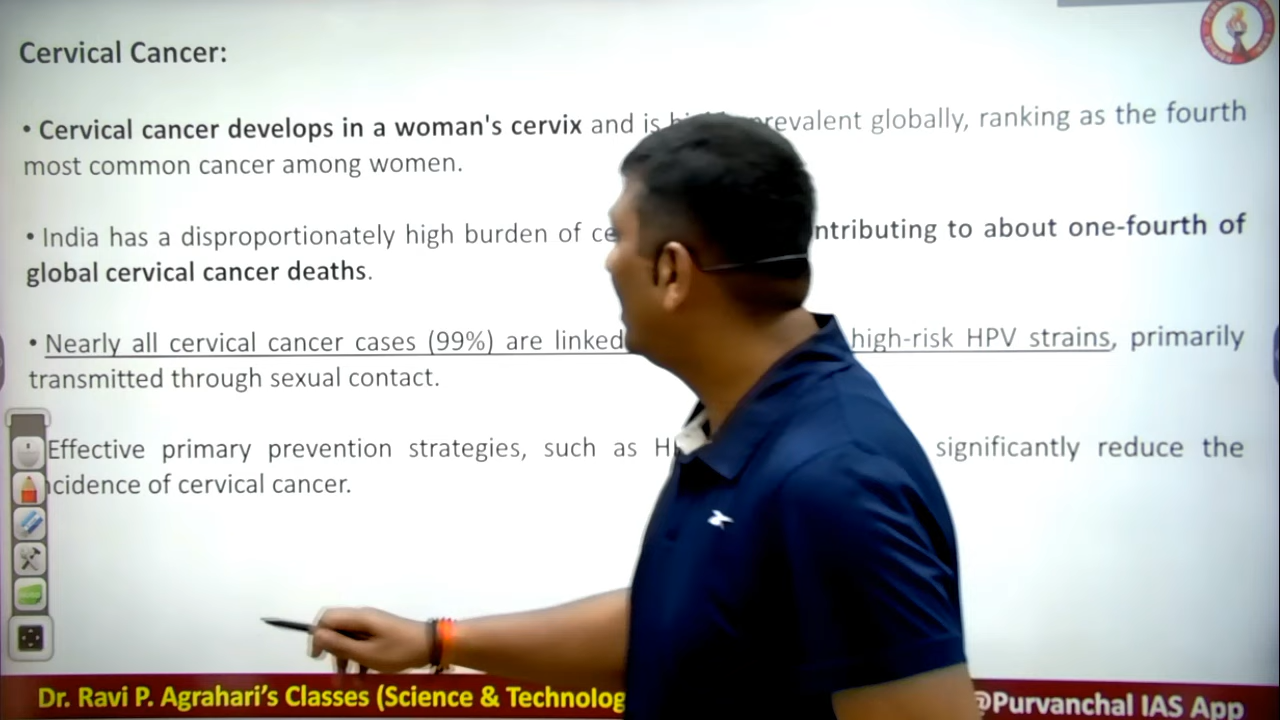 Cervical Cancer:
• Cervical cancer develops in a woman's cervix and is prevalent globally, ranking as the fourth
most common cancer among women.
• India has a disproportionately high burden of ntributing to about one-fourth of
global cervical cancer deaths.
• Nearly all cervical cancer cases (99%) are linked high-risk HPV strains, primarily
transmitted through sexual contact.
Effective primary prevention strategies, such as significantly reduce the
cidence of cervical cancer.
Dr. Ravi P. Agrahari's Classes (Science & Technolog @Purvanchal IAS App